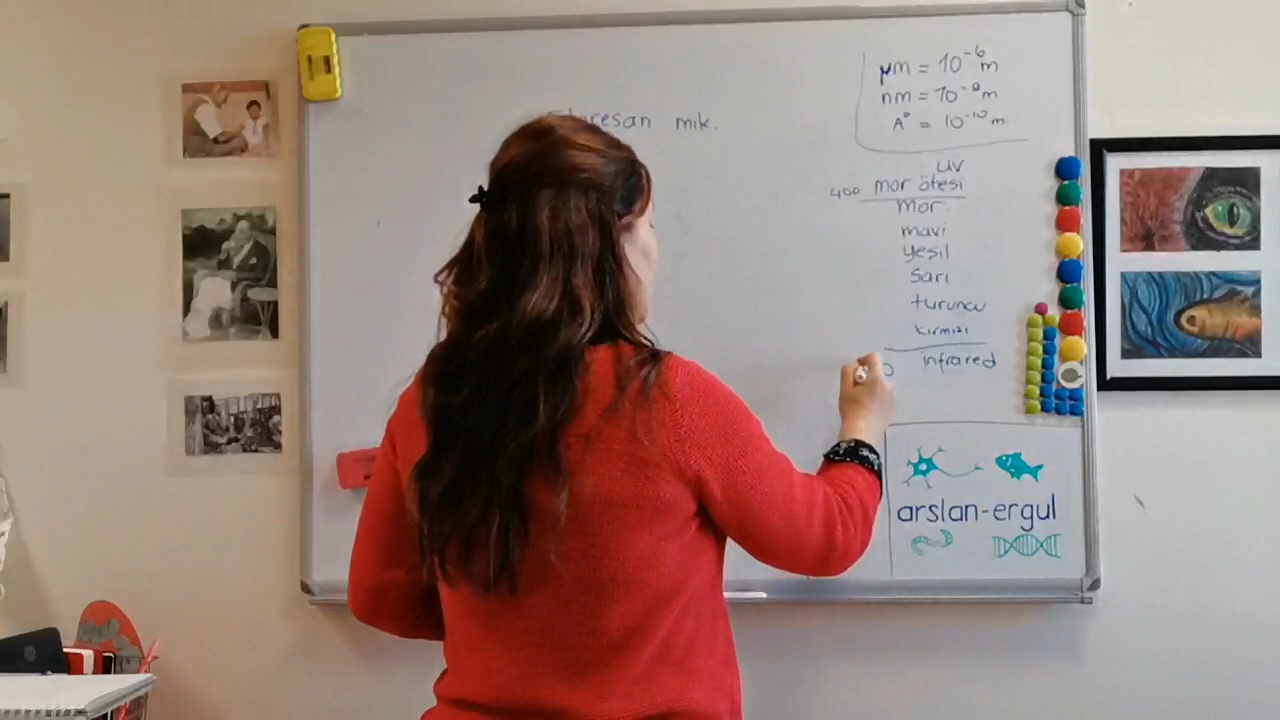 mik.
μm = 10⁻⁶ m
nm = 10⁻⁹ m
A° = 10⁻¹⁰ m.
UV
400 mor ötesi
mor.
mavi
yeşil
sarı
turuncu
kırmızı
infrared
arslan-ergul